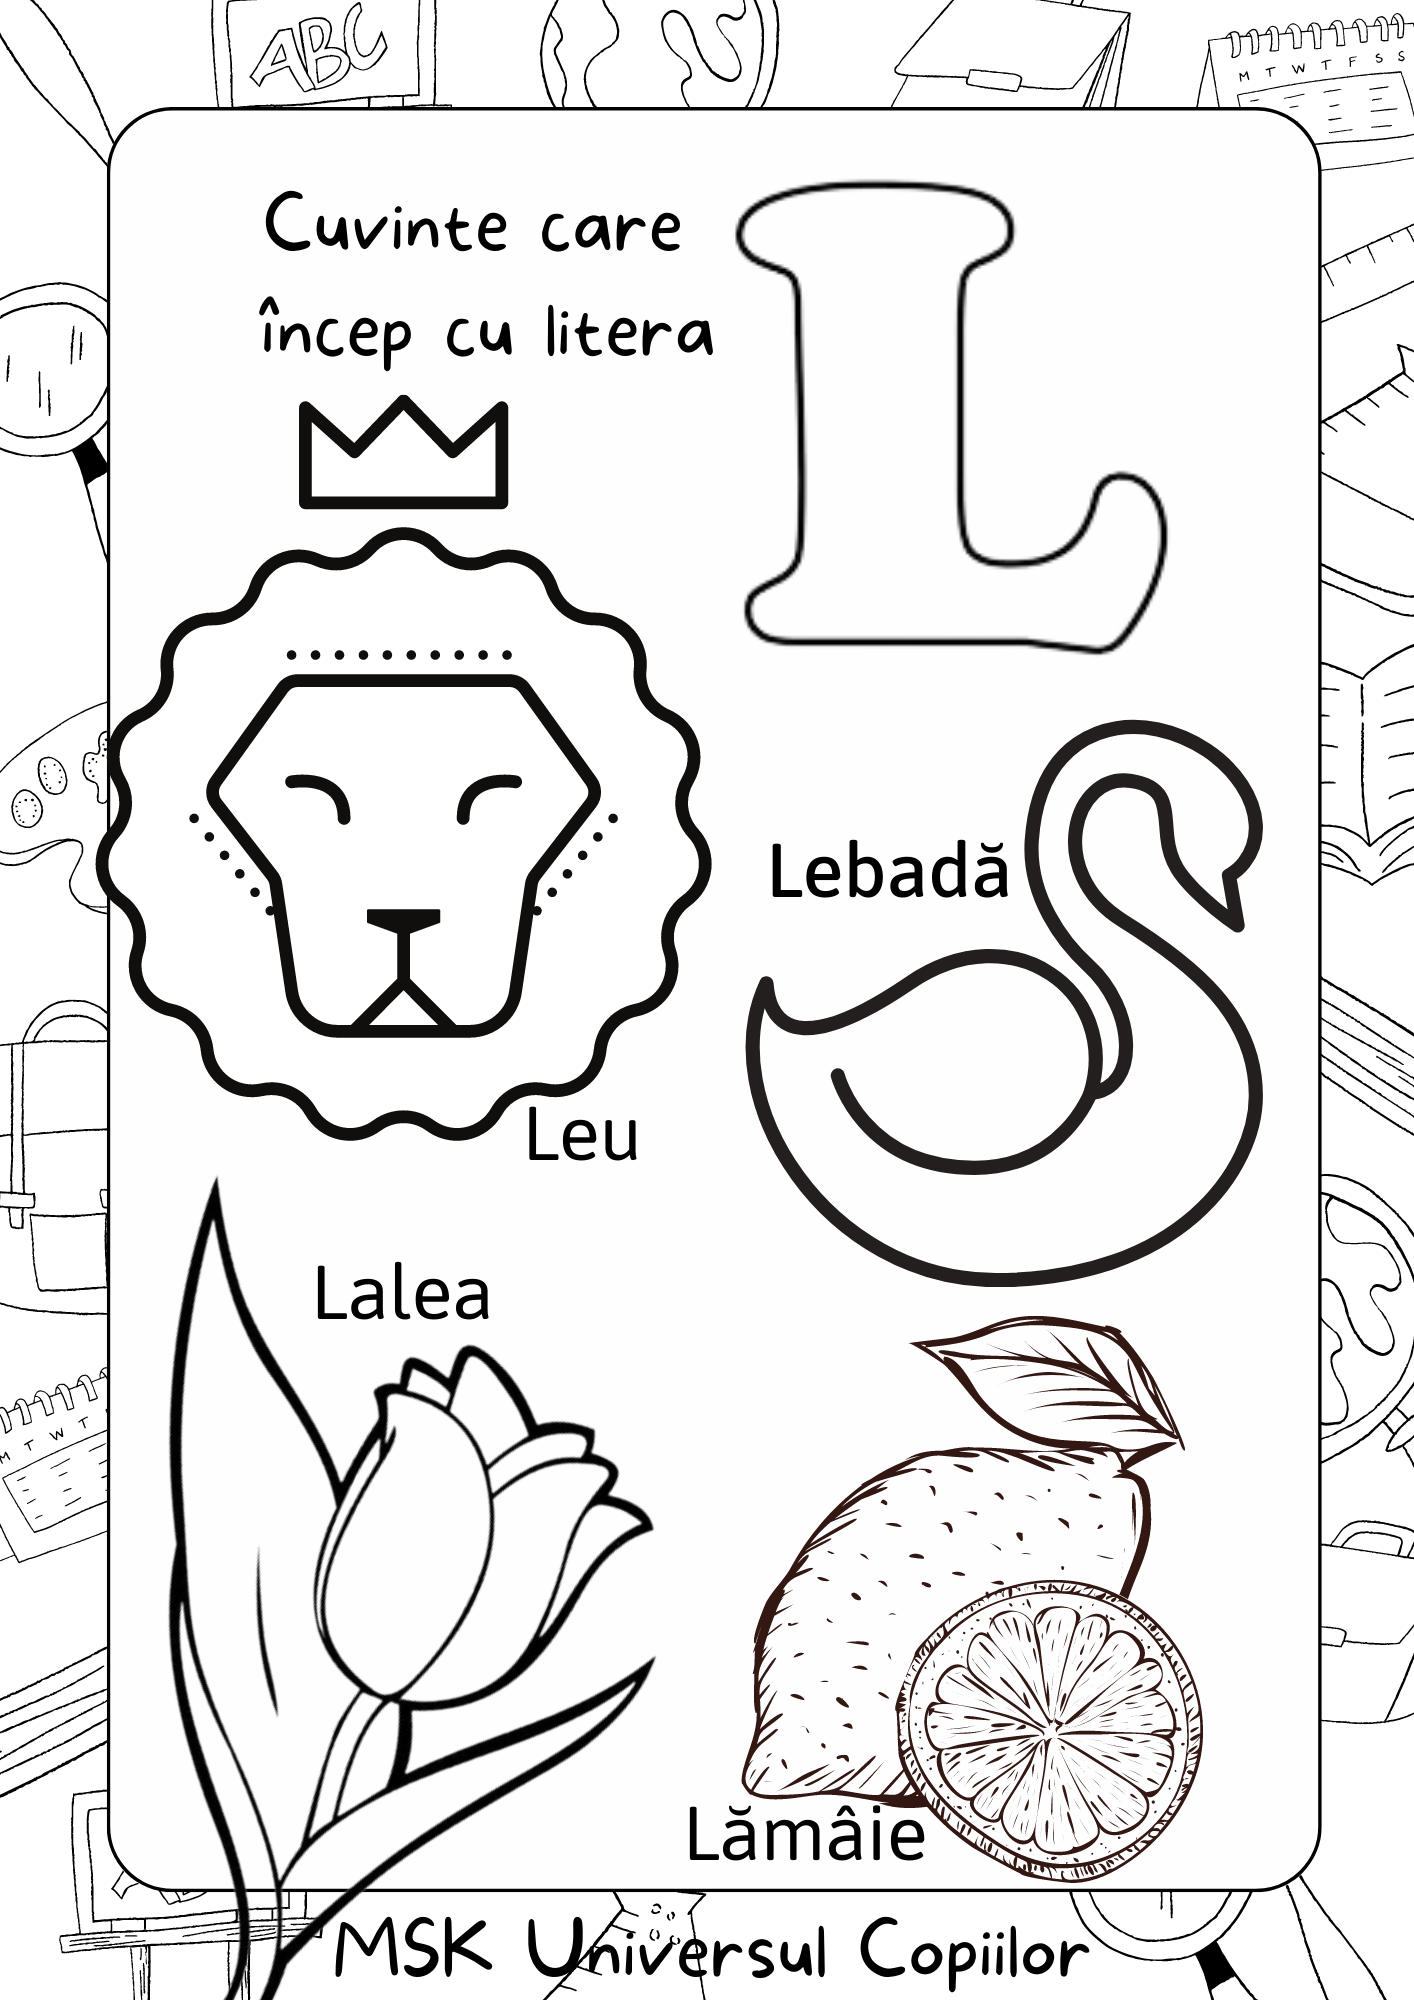 ABC
M T W T F S S
Cuvinte care
încep cu litera
L
Lebadă
Leu
Lalea
M T W T
Lămâie
MSK Universul Copiilor